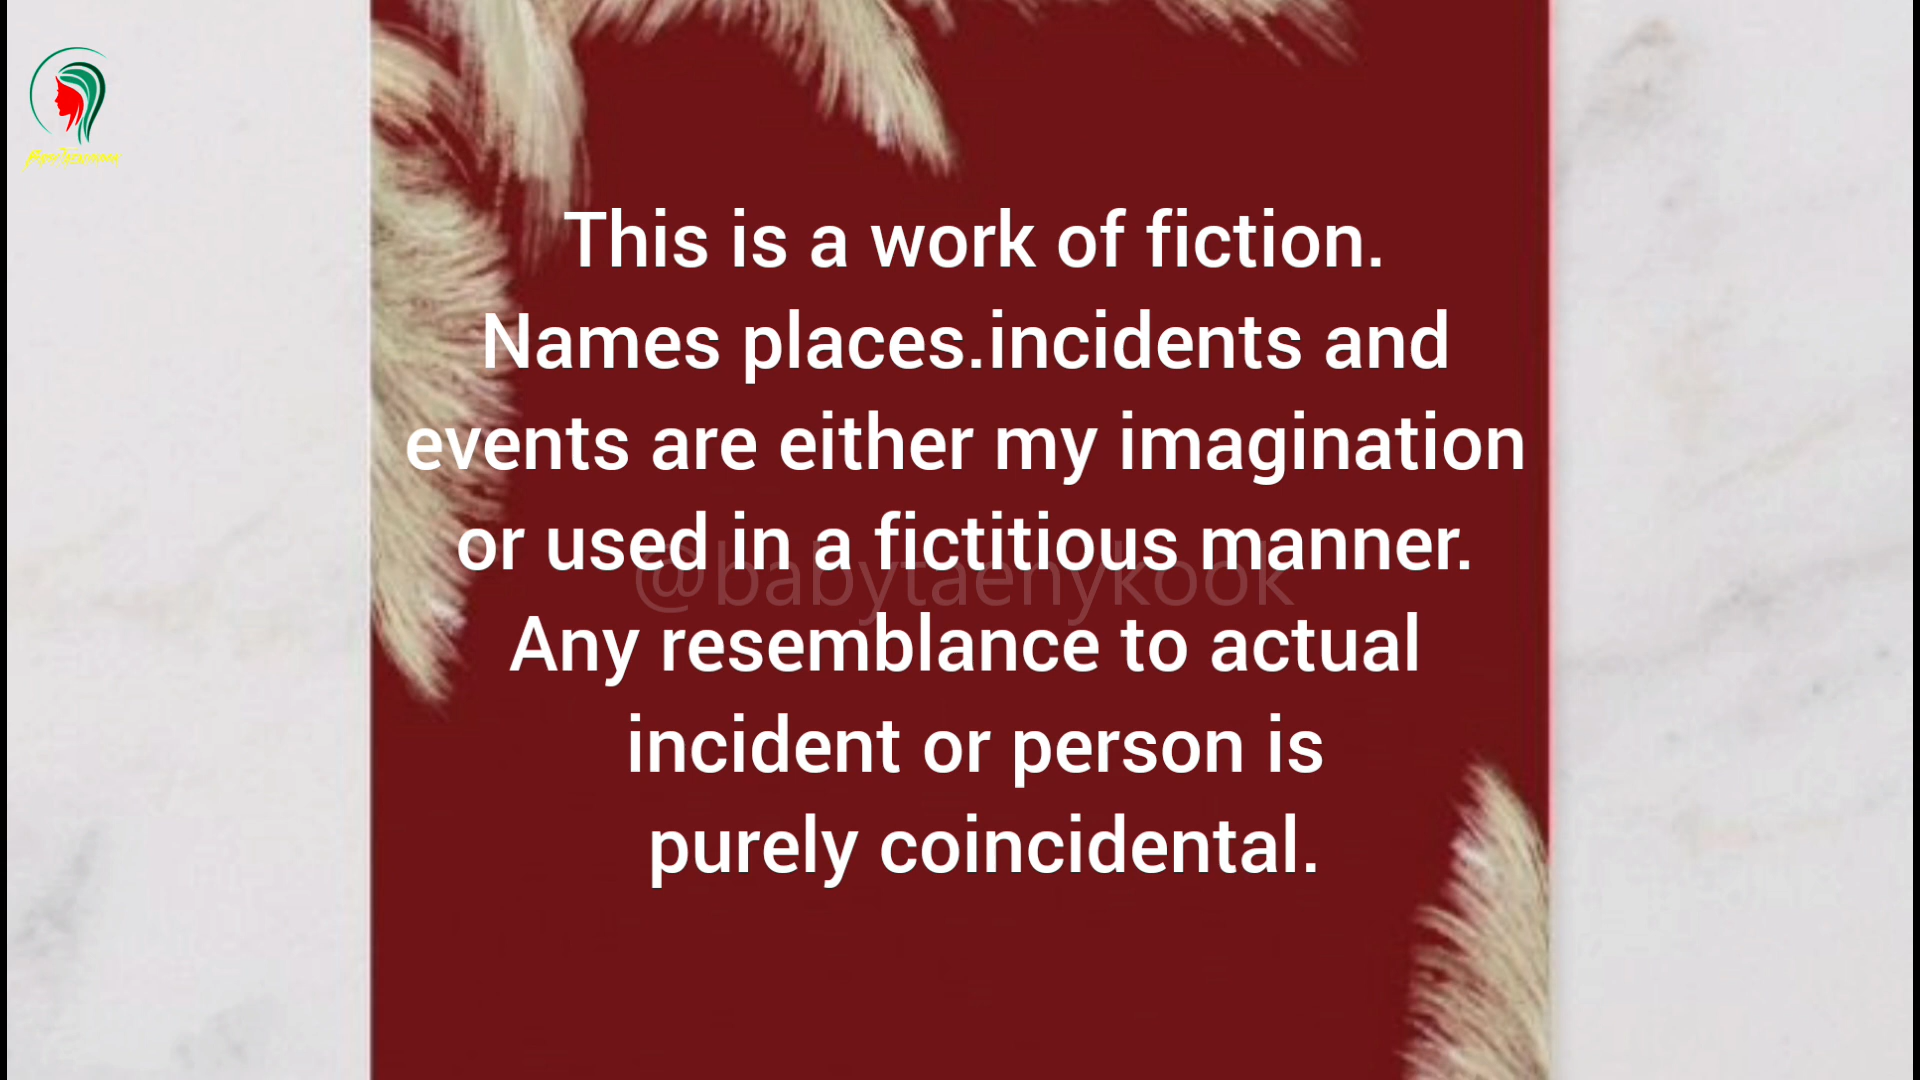 This is a work of fiction.
Names places.incidents and
events are either my imagination
or used in a fictitious manner.
@babytaenykook
Any resemblance to actual
incident or person is
purely coincidental.